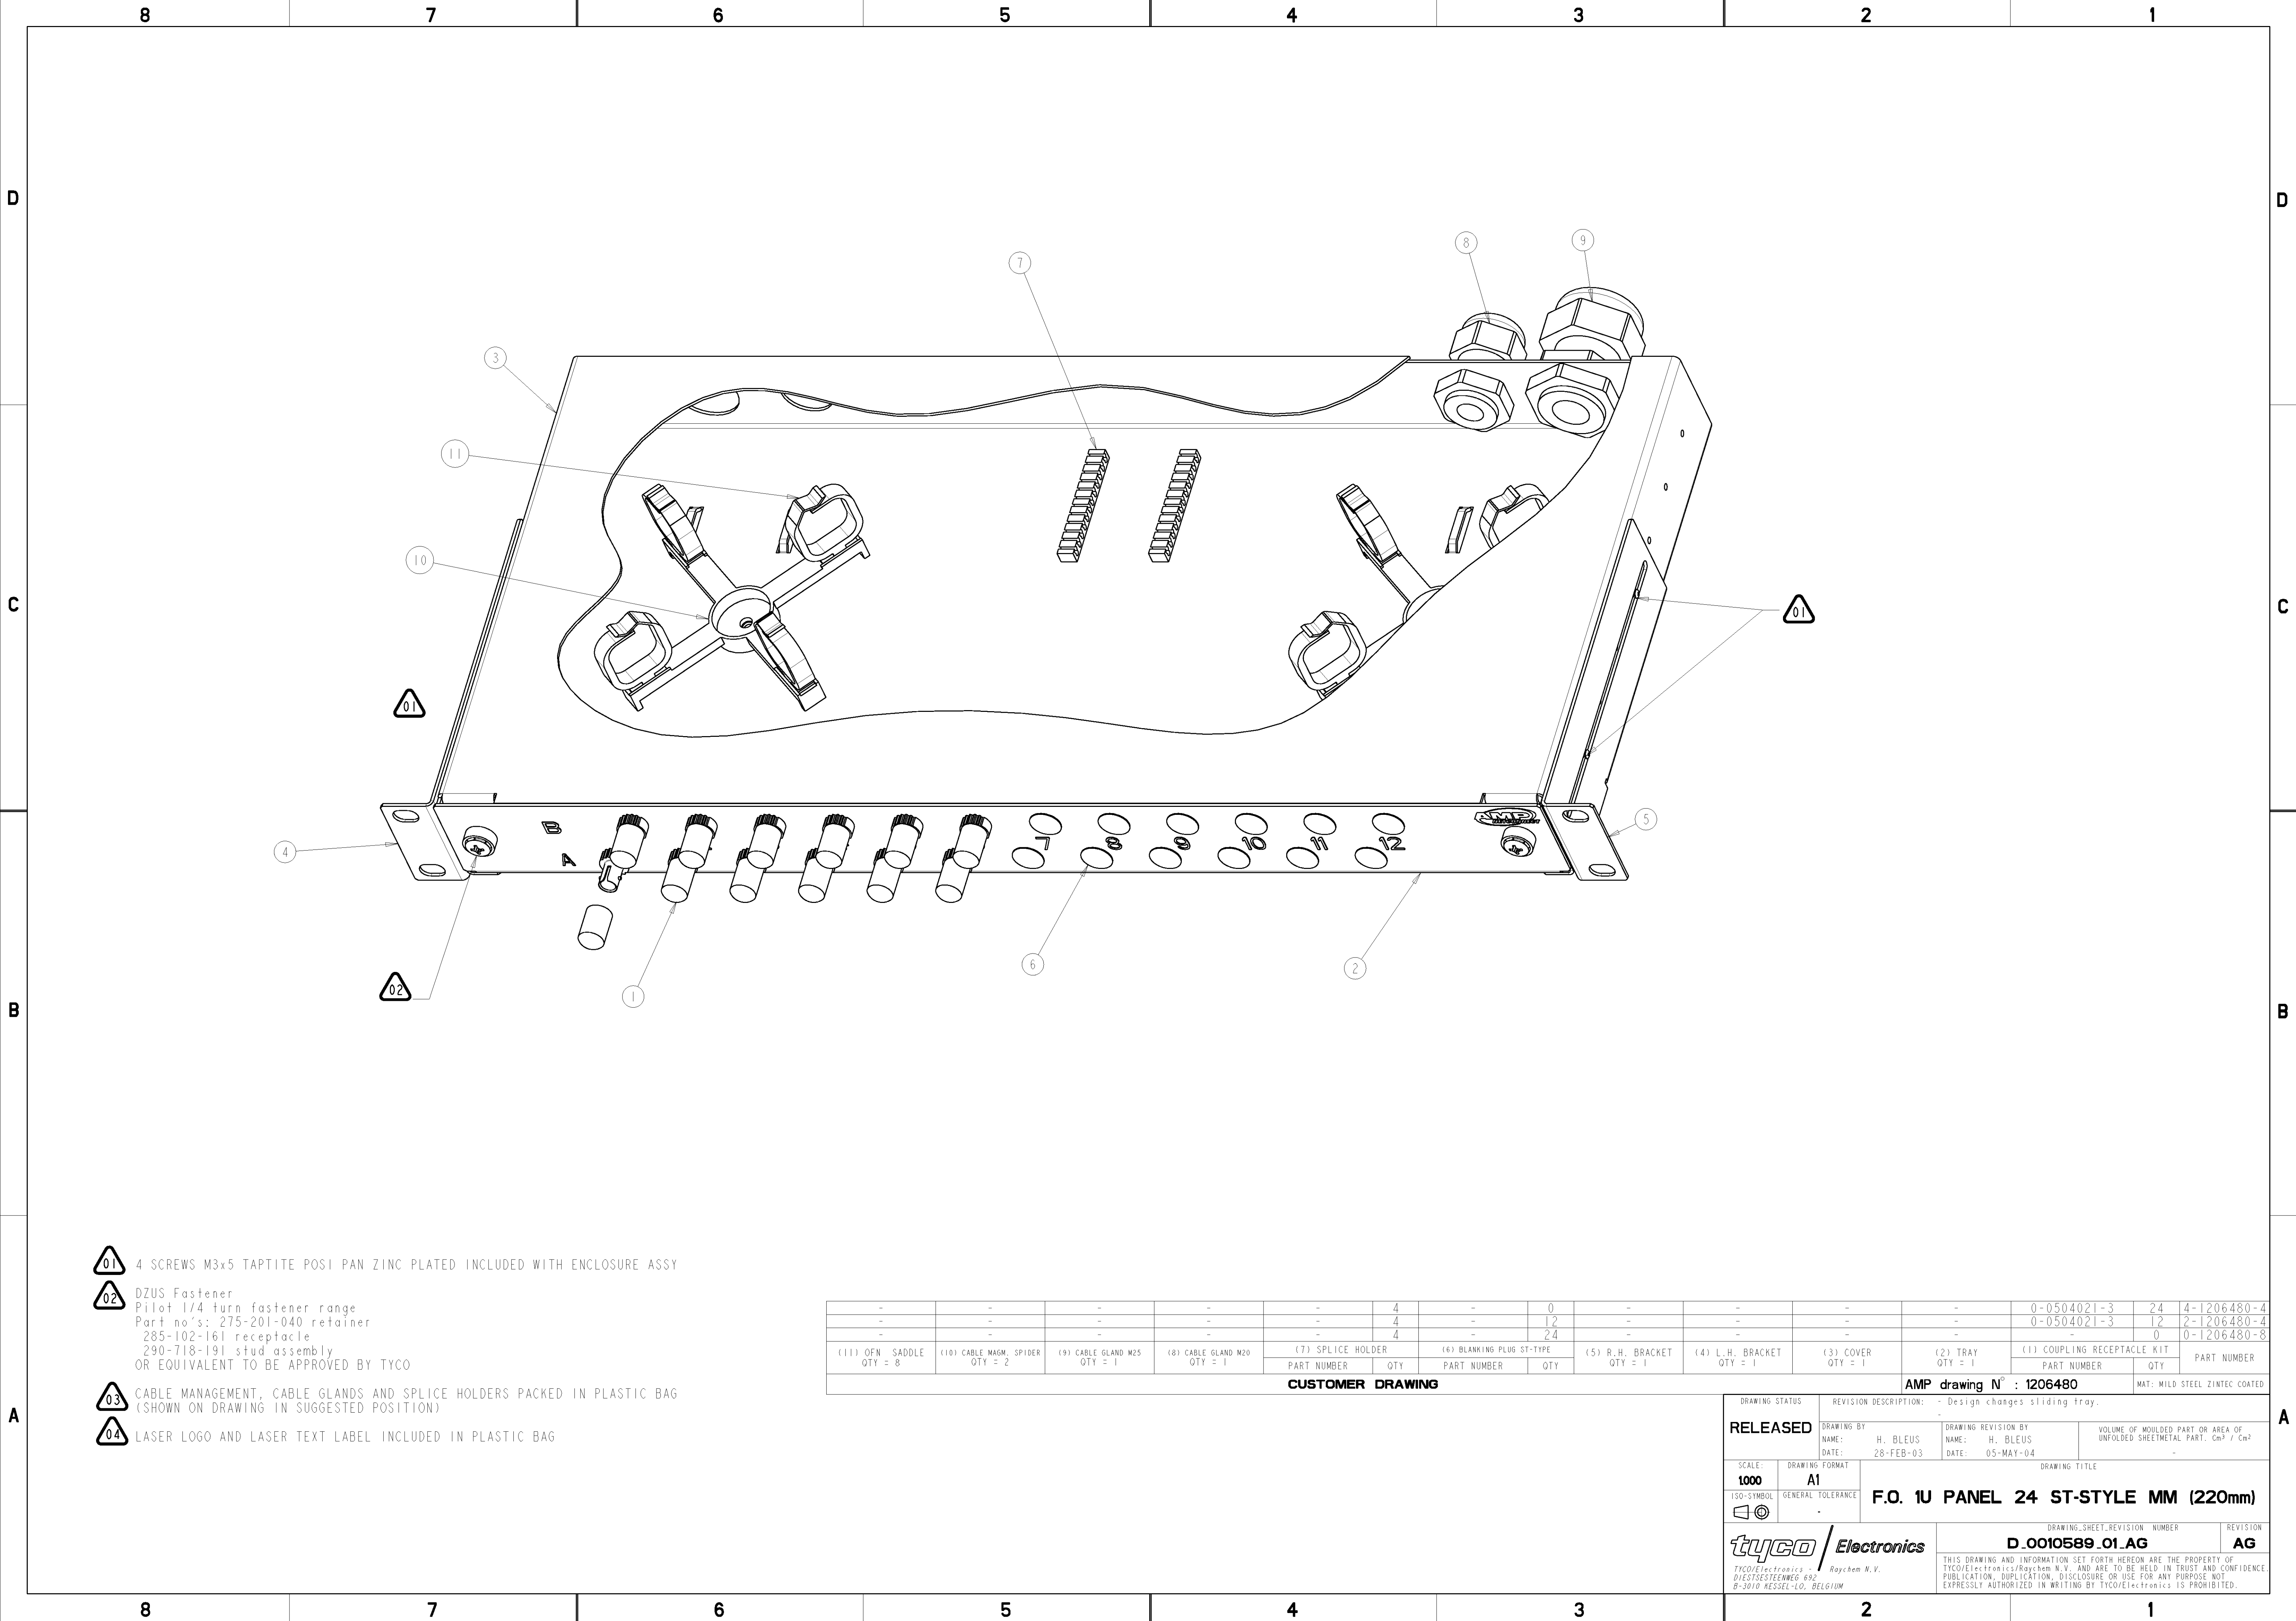 8 7 6 5 4 3 2 1
D D
8 9
7
3
11
10
C C
01
01
B
A
7 8 9 10 11 12
AMP
5
4
6
2
02
1
B B
01 4 SCREWS M3x5 TAPTITE POSI PAN ZINC PLATED INCLUDED WITH ENCLOSURE ASSY
02 DZUS Fastener
Pilot 1/4 turn fastener range
Part no's: 275-201-040 retainer
285-102-161 receptacle
290-718-191 stud assembly
OR EQUIVALENT TO BE APPROVED BY TYCO
03 CABLE MANAGEMENT, CABLE GLANDS AND SPLICE HOLDERS PACKED IN PLASTIC BAG
(SHOWN ON DRAWING IN SUGGESTED POSITION)
04 LASER LOGO AND LASER TEXT LABEL INCLUDED IN PLASTIC BAG
- - - - - 4 - 0 - - - - 0-0504021-3 24 4-1206480-4
- - - - - 4 - 12 - - - - 0-0504021-3 12 2-1206480-4
- - - - - 4 - 24 - - - - - 0 0-1206480-8
(11) OFN SADDLE (10) CABLE MAGM. SPIDER (9) CABLE GLAND M25 (8) CABLE GLAND M20 (7) SPLICE HOLDER (6) BLANKING PLUG ST-TYPE (5) R.H. BRACKET (4) L.H. BRACKET (3) COVER (2) TRAY (1) COUPLING RECEPTACLE KIT PART NUMBER
QTY = 8 QTY = 2 QTY = 1 QTY = 1 PART NUMBER QTY PART NUMBER QTY QTY = 1 QTY = 1 QTY = 1 QTY = 1 PART NUMBER QTY
CUSTOMER DRAWING AMP drawing N° : 1206480 MAT: MILD STEEL ZINTEC COATED
A A
DRAWING STATUS REVISION DESCRIPTION: - Design changes sliding tray.
-
RELEASED DRAWING BY DRAWING REVISION BY VOLUME OF MOULDED PART OR AREA OF
NAME: H. BLEUS NAME: H. BLEUS UNFOLDED SHEETMETAL PART. Cm³ / Cm²
DATE: 28-FEB-03 DATE: 05-MAY-04 -
SCALE: DRAWING FORMAT DRAWING TITLE
1.000 A1
ISO-SYMBOL GENERAL TOLERANCE F.O. 1U PANEL 24 ST-STYLE MM (220mm)
-
DRAWING_SHEET_REVISION NUMBER REVISION
tyco / Electronics D_0010589_01_AG AG
TYCO/Electronics - Raychem N.V.
DIESTSESTEENWEG 692
B-3010 KESSEL-LO, BELGIUM
THIS DRAWING AND INFORMATION SET FORTH HEREON ARE THE PROPERTY OF
TYCO/Electronics/Raychem N.V. AND ARE TO BE HELD IN TRUST AND CONFIDENCE.
PUBLICATION, DUPLICATION, DISCLOSURE OR USE FOR ANY PURPOSE NOT
EXPRESSLY AUTHORIZED IN WRITING BY TYCO/Electronics IS PROHIBITED.
8 7 6 5 4 3 2 1